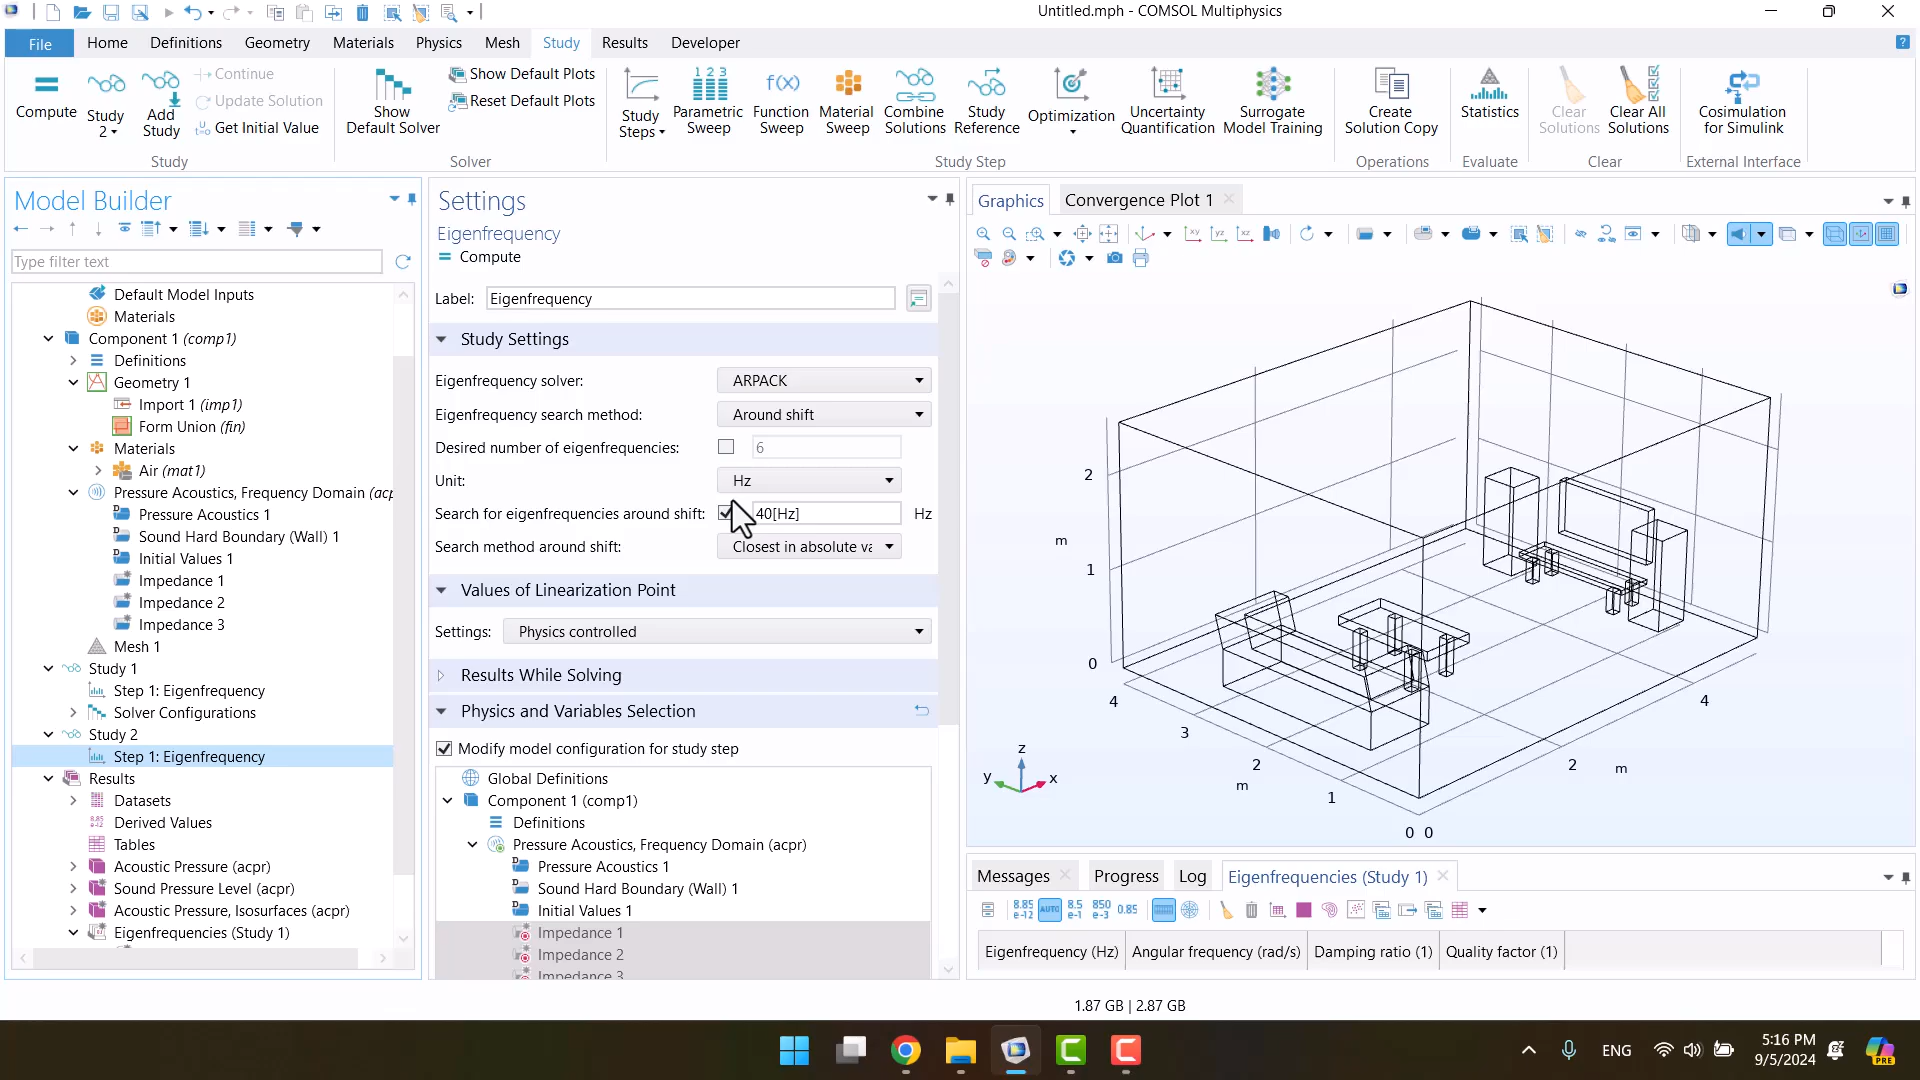 Untitled.mph - COMSOL Multiphysics
File Home Definitions Geometry Materials Physics Mesh Study Results Developer
Compute
Study 2
Add Study
Continue
Update Solution
Get Initial Value
Study
Show Default Solver
Show Default Plots
Reset Default Plots
Solver
Study Steps
Parametric Sweep
Function Sweep
Material Sweep
Combine Solutions
Study Reference
Optimization
Uncertainty Quantification
Surrogate Model Training
Study Step
Create Solution Copy
Operations
Statistics
Evaluate
Clear Solutions
Clear All Solutions
Clear
Cosimulation for Simulink
External Interface
Model Builder
Type filter text
Default Model Inputs
Materials
Component 1 (comp1)
Definitions
Geometry 1
Import 1 (imp1)
Form Union (fin)
Materials
Air (mat1)
Pressure Acoustics, Frequency Domain (acp
Pressure Acoustics 1
Sound Hard Boundary (Wall) 1
Initial Values 1
Impedance 1
Impedance 2
Impedance 3
Mesh 1
Study 1
Step 1: Eigenfrequency
Solver Configurations
Study 2
Step 1: Eigenfrequency
Results
Datasets
Derived Values
Tables
Acoustic Pressure (acpr)
Sound Pressure Level (acpr)
Acoustic Pressure, Isosurfaces (acpr)
Eigenfrequencies (Study 1)
Settings
Eigenfrequency
Compute
Label: Eigenfrequency
Study Settings
Eigenfrequency solver: ARPACK
Eigenfrequency search method: Around shift
Desired number of eigenfrequencies: 6
Unit: Hz
Search for eigenfrequencies around shift: 40[Hz] Hz
Search method around shift: Closest in absolute va
Values of Linearization Point
Settings: Physics controlled
Results While Solving
Physics and Variables Selection
Modify model configuration for study step
Global Definitions
Component 1 (comp1)
Definitions
Pressure Acoustics, Frequency Domain (acpr)
Pressure Acoustics 1
Sound Hard Boundary (Wall) 1
Initial Values 1
Impedance 1
Impedance 2
Impedance 3
Graphics Convergence Plot 1
2
m
1
0
4
3
2
m
1
0 0
2
m
4
z
y
x
Messages Progress Log Eigenfrequencies (Study 1)
8.85 e-12 AUTO 8.5 e-1 850 e-3 0.85
Eigenfrequency (Hz) Angular frequency (rad/s) Damping ratio (1) Quality factor (1)
1.87 GB | 2.87 GB
ENG
5:16 PM
9/5/2024
PRE